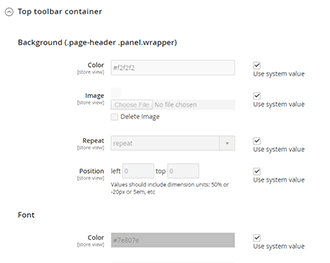 Top toolbar container
Background (.page-header .panel.wrapper)
Color
[store view]
#f2f2f2
Use system value
Image
[store view]
Choose File No file chosen
Delete Image
Use system value
Repeat
[store view]
repeat
Use system value
Position
[store view]
left 0 top 0
Values should include dimension units: 50% or
-20px or 5em, etc
Use system value
Font
Color
[store view]
#7e807e
Use system value